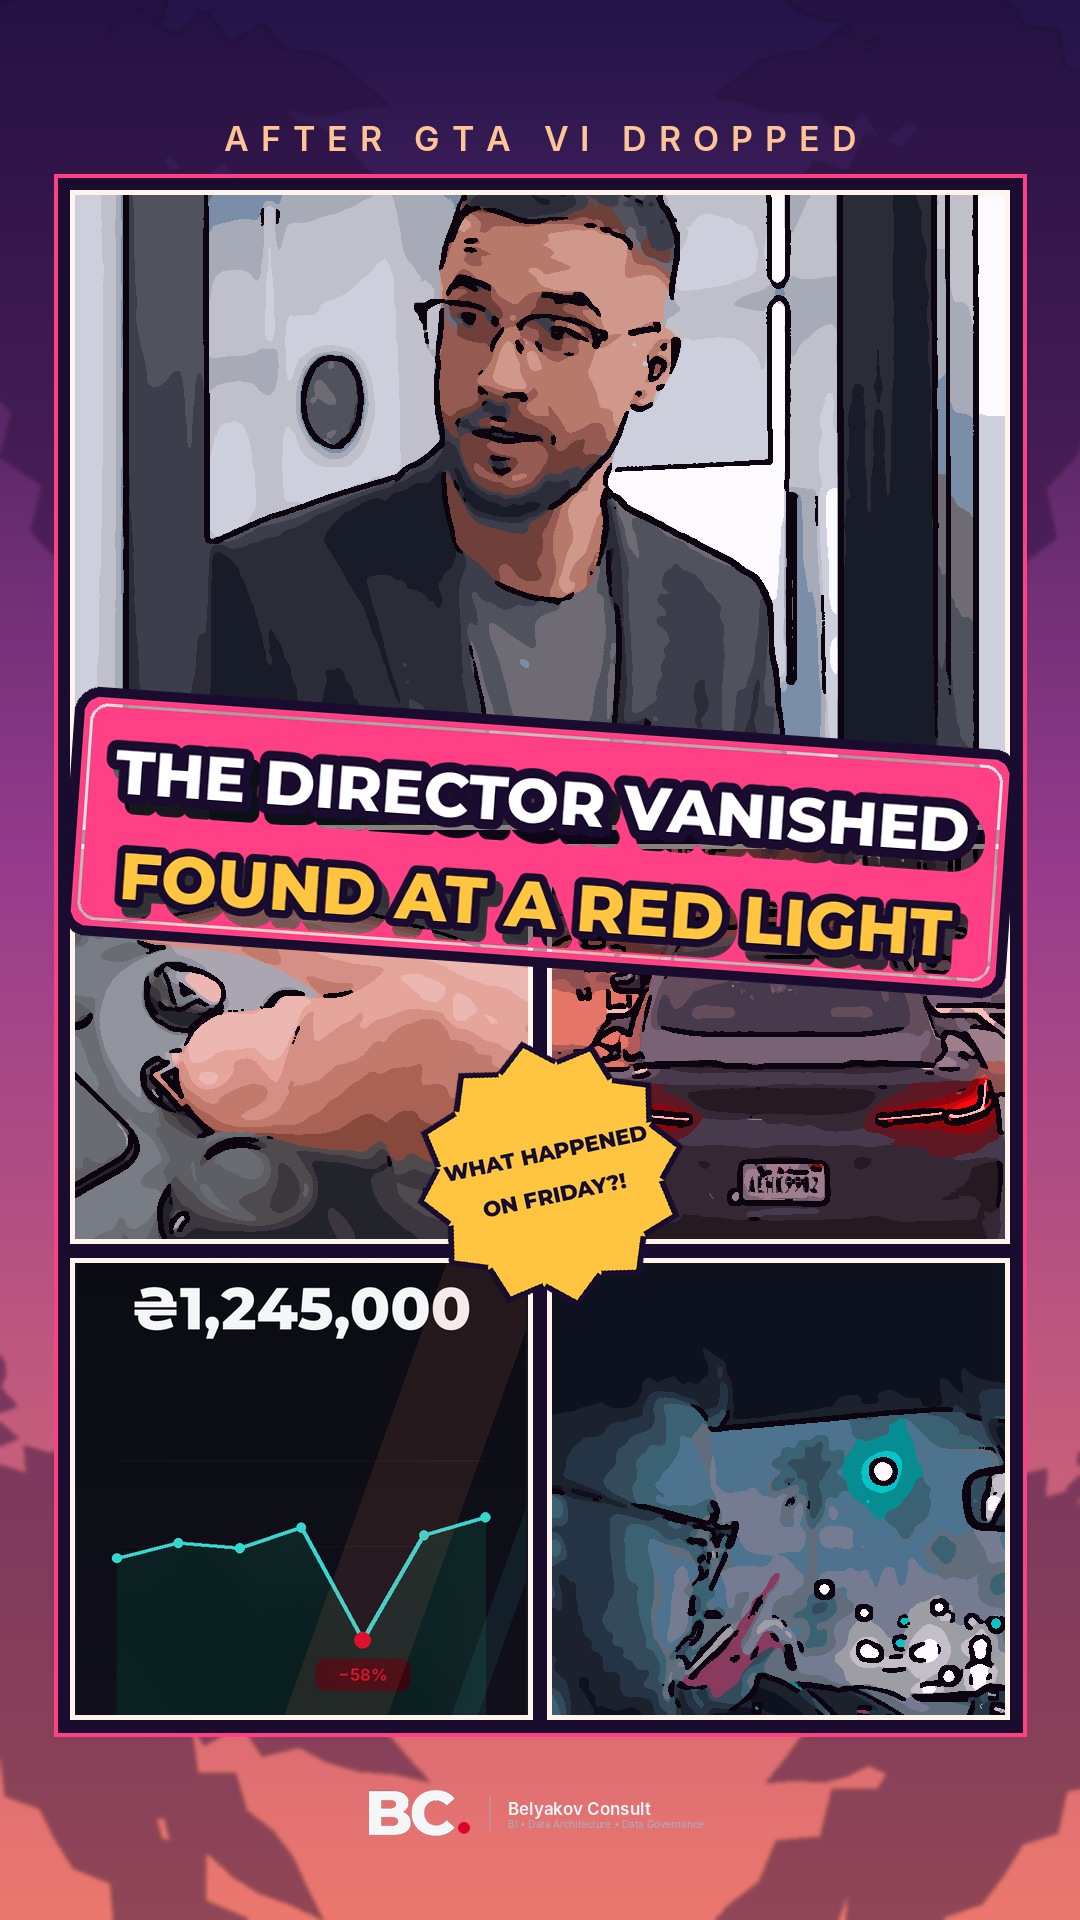 AFTER GTA VI DROPPED
THE DIRECTOR VANISHED
FOUND AT A RED LIGHT
WHAT HAPPENED
ON FRIDAY?!
₴1,245,000
−58%
BC.
Belyakov Consult
BI • Data Architecture • Data Governance